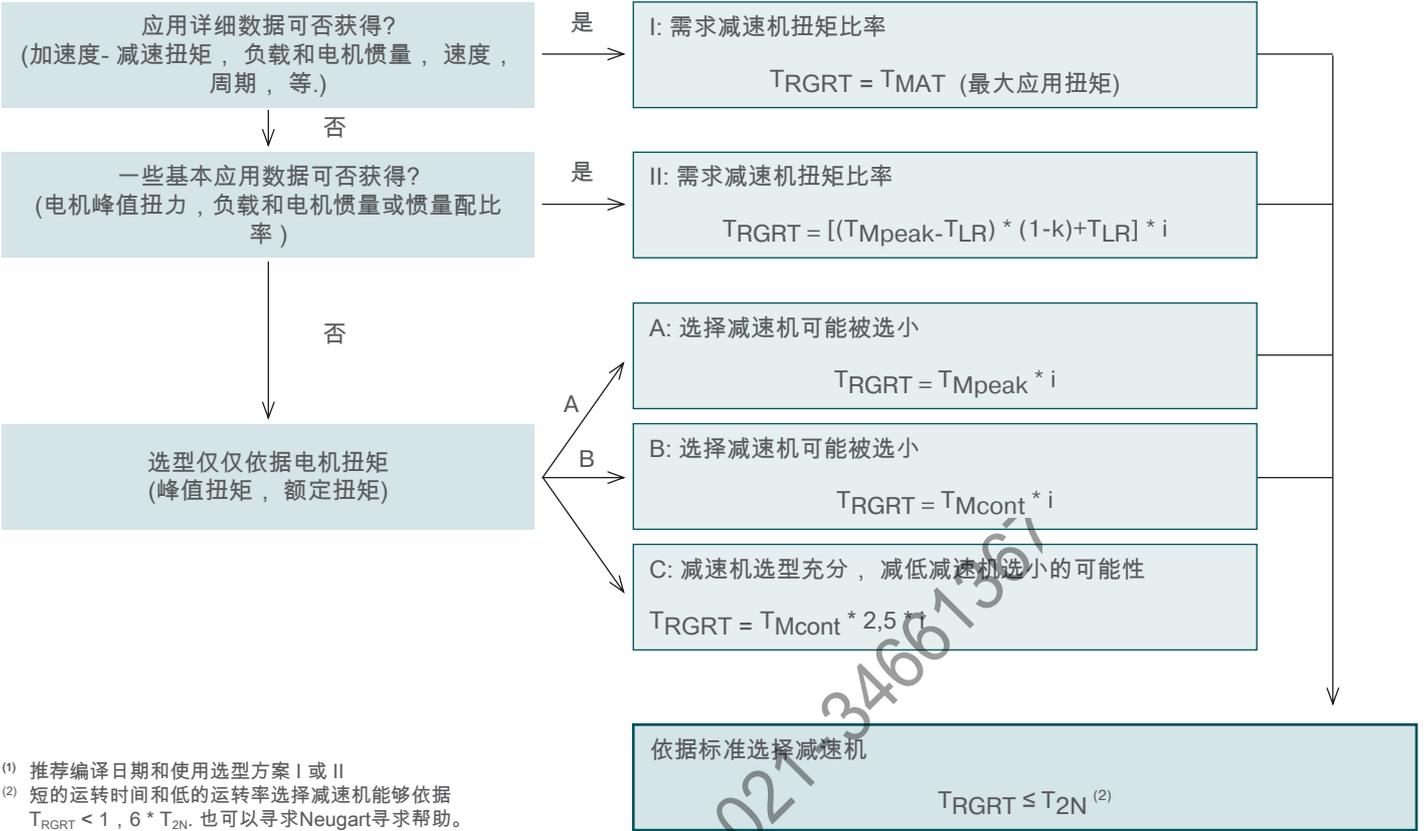 应用详细数据可否获得?
(加速度- 减速扭矩， 负载和电机惯量， 速度，
周期， 等.)
是
I: 需求减速机扭矩比率
TRGRT = TMAT (最大应用扭矩)
否
一些基本应用数据可否获得?
(电机峰值扭力，负载和电机惯量或惯量配比
率 )
是
II: 需求减速机扭矩比率
TRGRT = [(TMpeak-TLR) * (1-k)+TLR] * i
否
选型仅仅依据电机扭矩
(峰值扭矩， 额定扭矩)
A
A: 选择减速机可能被选小
TRGRT = TMpeak * i
B
B: 选择减速机可能被选小
TRGRT = TMcont * i
C: 减速机选型充分， 减低减速机选小的可能性
TRGRT = TMcont * 2,5 * i
依据标准选择减速机
TRGRT ≤ T2N (2)
(1) 推荐编译日期和使用选型方案 I 或 II
(2) 短的运转时间和低的运转率选择减速机能够依据
TRGRT < 1，6 * T2N. 也可以寻求Neugart寻求帮助。
021-34661367